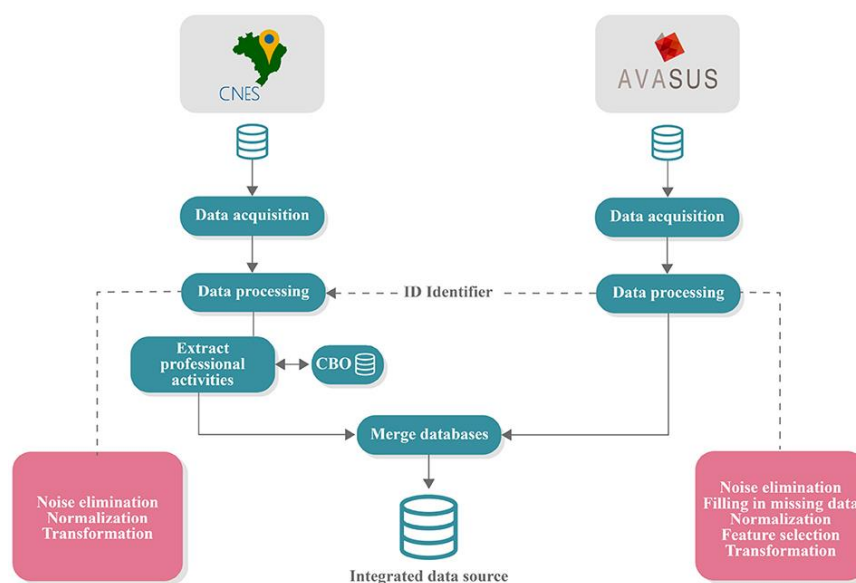 CNES
AVASUS
Data acquisition
Data acquisition
Data processing
ID Identifier
Data processing
Extract
professional
activities
CBO
Merge databases
Noise elimination
Normalization
Transformation
Noise elimination
Filling in missing data
Normalization
Feature selection
Transformation
Integrated data source